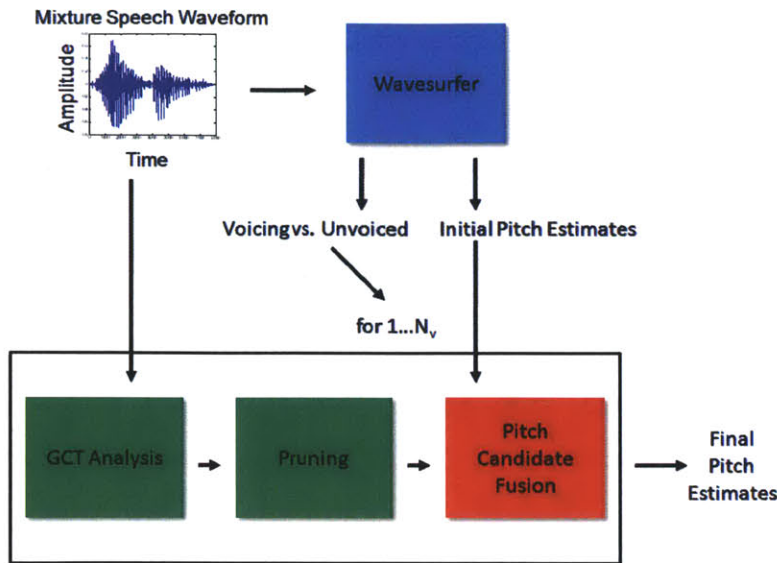 Mixture Speech Waveform
Amplitude
Time
Wavesurfer
Voicing vs. Unvoiced
Initial Pitch Estimates
for 1...Nv
GCT Analysis
Pruning
Pitch
Candidate
Fusion
Final
Pitch
Estimates